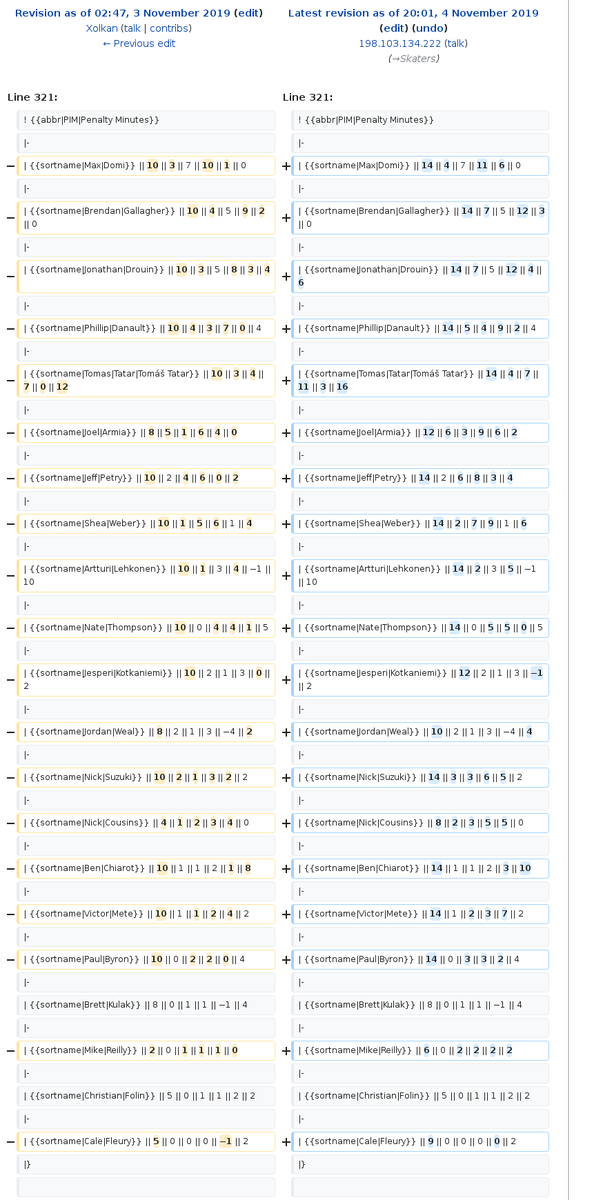 Revision as of 02:47, 3 November 2019 (edit)
Xolkan (talk | contribs)
← Previous edit
Latest revision as of 20:01, 4 November 2019
(edit) (undo)
198.103.134.222 (talk)
(→Skaters)
Line 321:
Line 321:
! {{abbr|PIM|Penalty Minutes}}
! {{abbr|PIM|Penalty Minutes}}
|-
|-
− | {{sortname|Max|Domi}} || 10 || 3 || 7 || 10 || 1 || 0
+ | {{sortname|Max|Domi}} || 14 || 4 || 7 || 11 || 6 || 0
|-
|-
− | {{sortname|Brendan|Gallagher}} || 10 || 4 || 5 || 9 || 2
|| 0
+ | {{sortname|Brendan|Gallagher}} || 14 || 7 || 5 || 12 || 3
|| 0
|-
|-
− | {{sortname|Jonathan|Drouin}} || 10 || 3 || 5 || 8 || 3 || 4
+ | {{sortname|Jonathan|Drouin}} || 14 || 7 || 5 || 12 || 4 ||
6
|-
|-
− | {{sortname|Phillip|Danault}} || 10 || 4 || 3 || 7 || 0 || 4
+ | {{sortname|Phillip|Danault}} || 14 || 5 || 4 || 9 || 2 || 4
|-
|-
− | {{sortname|Tomas|Tatar|Tomáš Tatar}} || 10 || 3 || 4 ||
7 || 0 || 12
+ | {{sortname|Tomas|Tatar|Tomáš Tatar}} || 14 || 4 || 7 ||
11 || 3 || 16
|-
|-
− | {{sortname|Joel|Armia}} || 8 || 5 || 1 || 6 || 4 || 0
+ | {{sortname|Joel|Armia}} || 12 || 6 || 3 || 9 || 6 || 2
|-
|-
− | {{sortname|Jeff|Petry}} || 10 || 2 || 4 || 6 || 0 || 2
+ | {{sortname|Jeff|Petry}} || 14 || 2 || 6 || 8 || 3 || 4
|-
|-
− | {{sortname|Shea|Weber}} || 10 || 1 || 5 || 6 || 1 || 4
+ | {{sortname|Shea|Weber}} || 14 || 2 || 7 || 9 || 1 || 6
|-
|-
− | {{sortname|Artturi|Lehkonen}} || 10 || 1 || 3 || 4 || −1 ||
10
+ | {{sortname|Artturi|Lehkonen}} || 14 || 2 || 3 || 5 || −1
|| 10
|-
|-
− | {{sortname|Nate|Thompson}} || 10 || 0 || 4 || 4 || 1 || 5
+ | {{sortname|Nate|Thompson}} || 14 || 0 || 5 || 5 || 0 || 5
|-
|-
− | {{sortname|Jesperi|Kotkaniemi}} || 10 || 2 || 1 || 3 || 0 ||
2
+ | {{sortname|Jesperi|Kotkaniemi}} || 12 || 2 || 1 || 3 || −1
|| 2
|-
|-
− | {{sortname|Jordan|Weal}} || 8 || 2 || 1 || 3 || −4 || 2
+ | {{sortname|Jordan|Weal}} || 10 || 2 || 1 || 3 || −4 || 4
|-
|-
− | {{sortname|Nick|Suzuki}} || 10 || 2 || 1 || 3 || 2 || 2
+ | {{sortname|Nick|Suzuki}} || 14 || 3 || 3 || 6 || 5 || 2
|-
|-
− | {{sortname|Nick|Cousins}} || 4 || 1 || 2 || 3 || 4 || 0
+ | {{sortname|Nick|Cousins}} || 8 || 2 || 3 || 5 || 5 || 0
|-
|-
− | {{sortname|Ben|Chiarot}} || 10 || 1 || 1 || 2 || 1 || 8
+ | {{sortname|Ben|Chiarot}} || 14 || 1 || 1 || 2 || 3 || 10
|-
|-
− | {{sortname|Victor|Mete}} || 10 || 1 || 1 || 2 || 4 || 2
+ | {{sortname|Victor|Mete}} || 14 || 1 || 2 || 3 || 7 || 2
|-
|-
− | {{sortname|Paul|Byron}} || 10 || 0 || 2 || 2 || 0 || 4
+ | {{sortname|Paul|Byron}} || 14 || 0 || 3 || 3 || 2 || 4
|-
|-
| {{sortname|Brett|Kulak}} || 8 || 0 || 1 || 1 || −1 || 4
| {{sortname|Brett|Kulak}} || 8 || 0 || 1 || 1 || −1 || 4
|-
|-
− | {{sortname|Mike|Reilly}} || 2 || 0 || 1 || 1 || 1 || 0
+ | {{sortname|Mike|Reilly}} || 6 || 0 || 2 || 2 || 2 || 2
|-
|-
| {{sortname|Christian|Folin}} || 5 || 0 || 1 || 1 || 2 || 2
| {{sortname|Christian|Folin}} || 5 || 0 || 1 || 1 || 2 || 2
|-
|-
− | {{sortname|Cale|Fleury}} || 5 || 0 || 0 || 0 || −1 || 2
+ | {{sortname|Cale|Fleury}} || 9 || 0 || 0 || 0 || 0 || 2
|}
|}